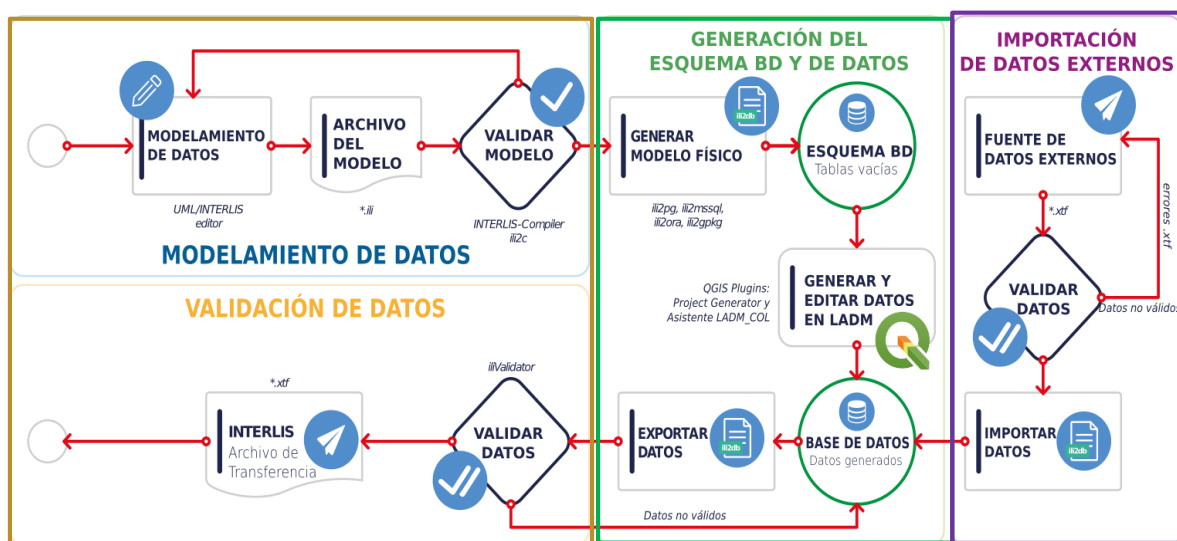 MODELAMIENTO
DE DATOS
UML/INTERLIS
editor
ARCHIVO
DEL
MODELO
*.ili
VALIDAR
MODELO
INTERLIS-Compiler
ili2c
MODELAMIENTO DE DATOS
GENERACIÓN DEL
ESQUEMA BD Y DE DATOS
ili2db
GENERAR
MODELO FÍSICO
ili2pg, ili2mssql,
ili2ora, ili2gpkg
ESQUEMA BD
Tablas vacías
QGIS Plugins:
Project Generator y
Asistente LADM_COL
GENERAR Y
EDITAR DATOS
EN LADM
IMPORTACIÓN
DE DATOS EXTERNOS
FUENTE DE
DATOS EXTERNOS
*.xtf
errores .xtf
VALIDAR
DATOS
Datos no válidos
IMPORTAR
DATOS
ili2db
BASE DE DATOS
Datos generados
EXPORTAR
DATOS
ili2db
VALIDACIÓN DE DATOS
iliValidator
VALIDAR
DATOS
Datos no válidos
*.xtf
INTERLIS
Archivo de
Transferencia